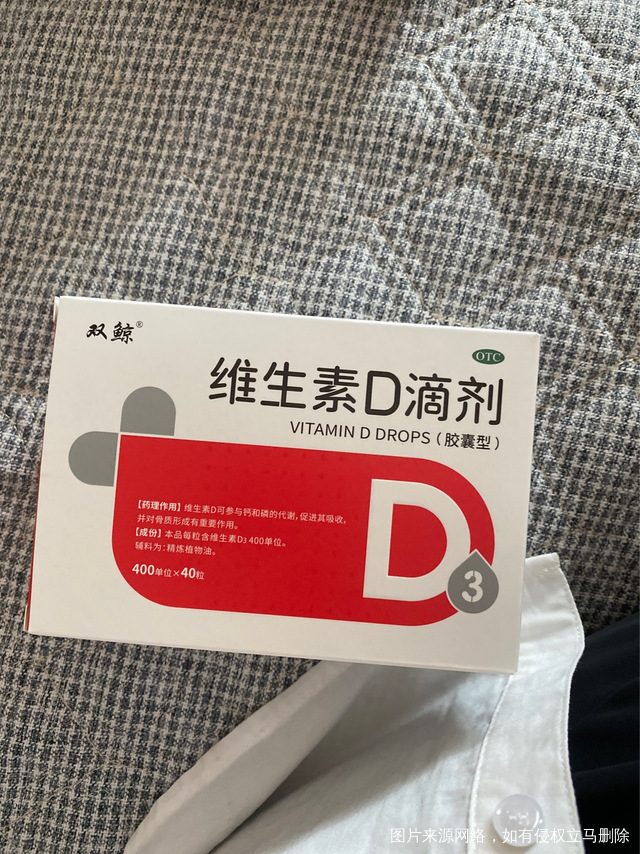 双鲸®
OTC
维生素D滴剂
VITAMIN D DROPS（胶囊型）
【药理作用】维生素D可参与钙和磷的代谢，促进其吸收，
并对骨质形成有重要作用。
【成份】本品每粒含维生素D₃ 400单位。
辅料为：精炼植物油。
400单位×40粒
D
3
图片来源网络，如有侵权立马删除